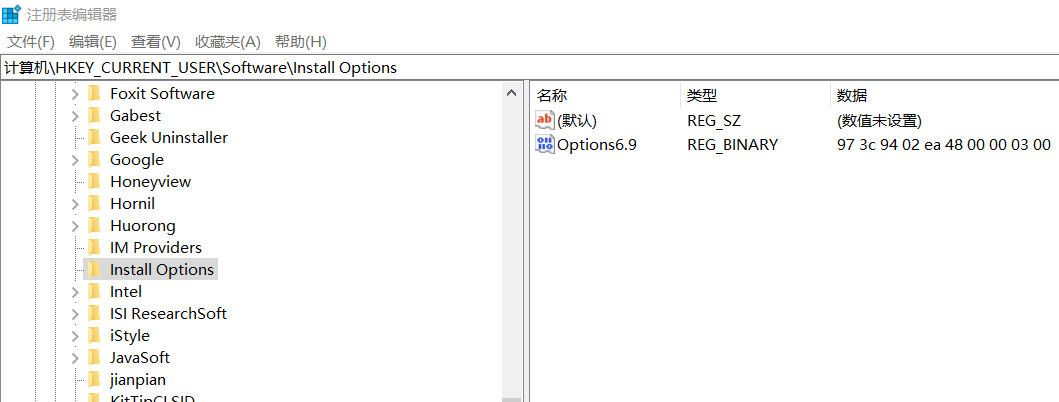 注册表编辑器
文件(F) 编辑(E) 查看(V) 收藏夹(A) 帮助(H)
计算机\HKEY_CURRENT_USER\Software\Install Options
Foxit Software
Gabest
Geek Uninstaller
Google
Honeyview
Hornil
Huorong
IM Providers
Install Options
Intel
ISI ResearchSoft
iStyle
JavaSoft
jianpian
KitTipCLSID
名称 类型 数据
ab (默认) REG_SZ (数值未设置)
Options6.9 REG_BINARY 97 3c 94 02 ea 48 00 00 03 00